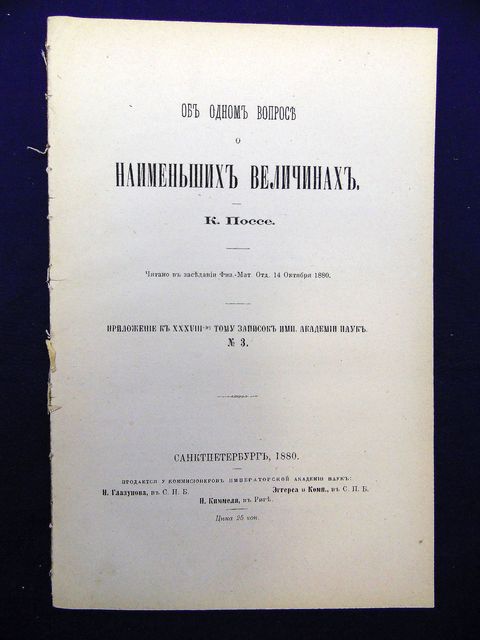 ОБЪ ОДНОМЪ ВОПРОСѢ
О
НАИМЕНЬШИХЪ ВЕЛИЧИНАХЪ.
К. Поссе.
Читано въ засѣданіи Физ.-Мат Отд. 14 Октября 1880.
ПРИЛОЖЕНІЕ КЪ XXXVIII-МУ ТОМУ ЗАПИСОКЪ ИМП. АКАДЕМІИ НАУКЪ.
№ 3.
САНКТПЕТЕРБУРГЪ, 1880.
ПРОДАЕТСЯ У КОММИСІОНЕРОВЪ ИМПЕРАТОРСКОЙ АКАДЕМІИ НАУКЪ:
И. Глазунова, въ С. П. Б. Эггерса и Комп., въ С. П. Б.
Н. Киммеля, въ Ригѣ.
Цѣна 25 коп.